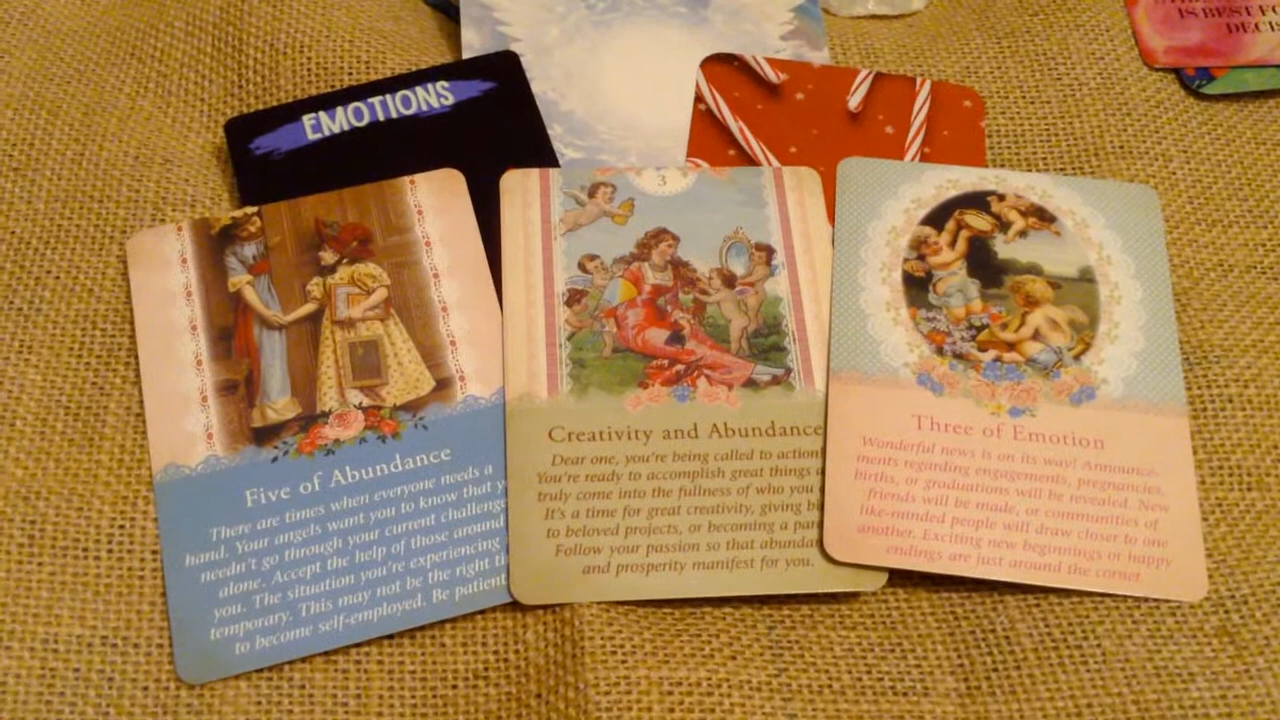 IS BEST FO
DECK
EMOTIONS
Five of Abundance
There are times when everyone needs a
hand. Your angels want you to know that y
needn't go through your current challenge
alone. Accept the help of those around
you. The situation you're experiencing
temporary. This may not be the right ti
to become self-employed. Be patient
3
Creativity and Abundance
Dear one, you're being called to action
You're ready to accomplish great things a
truly come into the fullness of who you
It's a time for great creativity, giving bi
to beloved projects, or becoming a par
Follow your passion so that abundan
and prosperity manifest for you.
Three of Emotion
Wonderful news is on its way! Announce-
ments regarding engagements, pregnancies,
births, or graduations will be revealed. New
friends will be made, or communities of
like-minded people will draw closer to one
another. Exciting new beginnings or happy
endings are just around the corner.